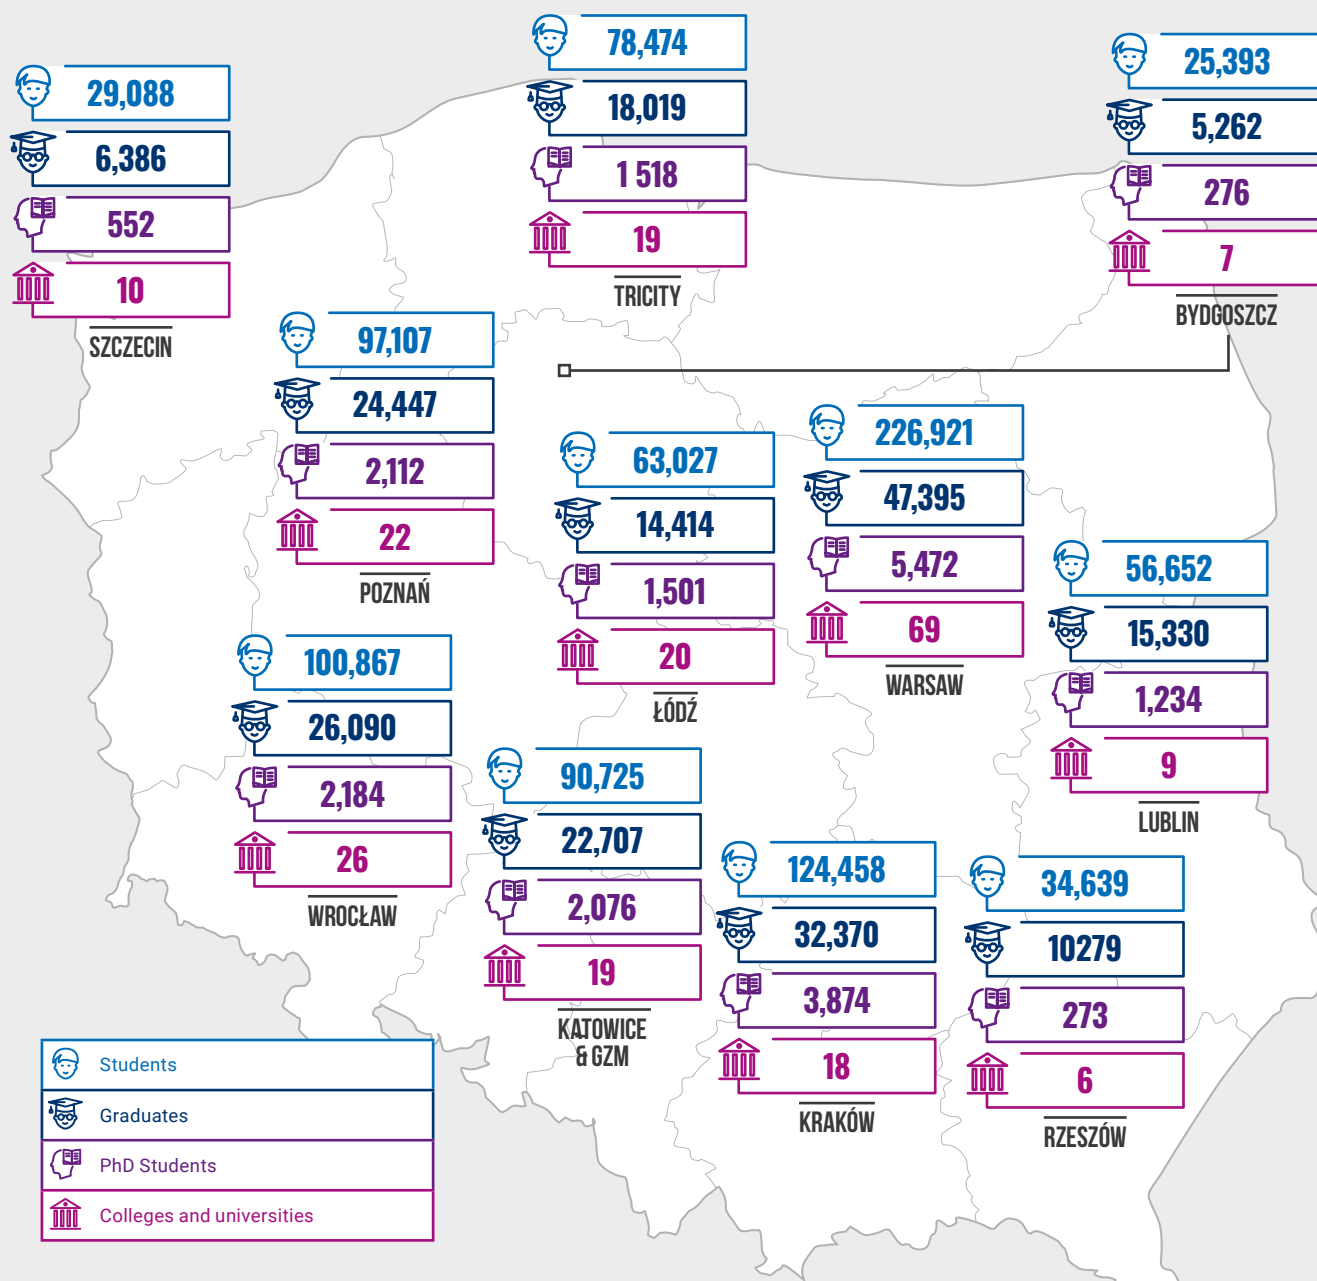 29,088
6,386
552
10
SZCZECIN
78,474
18,019
1 518
19
TRICITY
25,393
5,262
276
7
BYDGOSZCZ
97,107
24,447
2,112
22
POZNAŃ
63,027
14,414
1,501
20
ŁÓDŹ
226,921
47,395
5,472
69
WARSAW
56,652
15,330
1,234
9
LUBLIN
100,867
26,090
2,184
26
WROCŁAW
90,725
22,707
2,076
19
KATOWICE
& GZM
124,458
32,370
3,874
18
KRAKÓW
34,639
10279
273
6
RZESZÓW
Students
Graduates
PhD Students
Colleges and universities